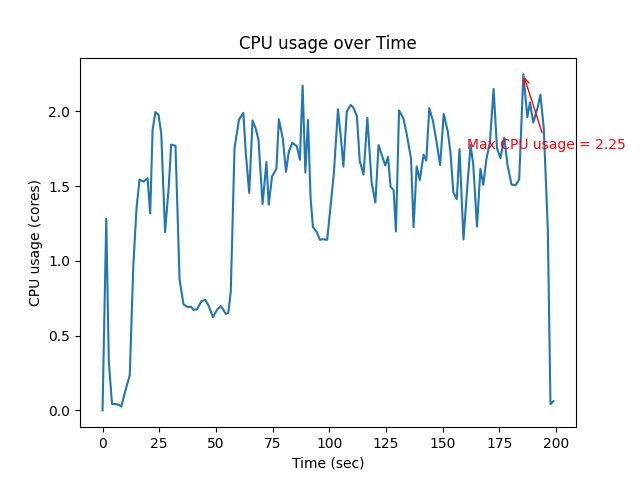 CPU usage over Time
2.0
1.5
1.0
0.5
0.0
CPU usage (cores)
Max CPU usage = 2.25
0 25 50 75 100 125 150 175 200
Time (sec)